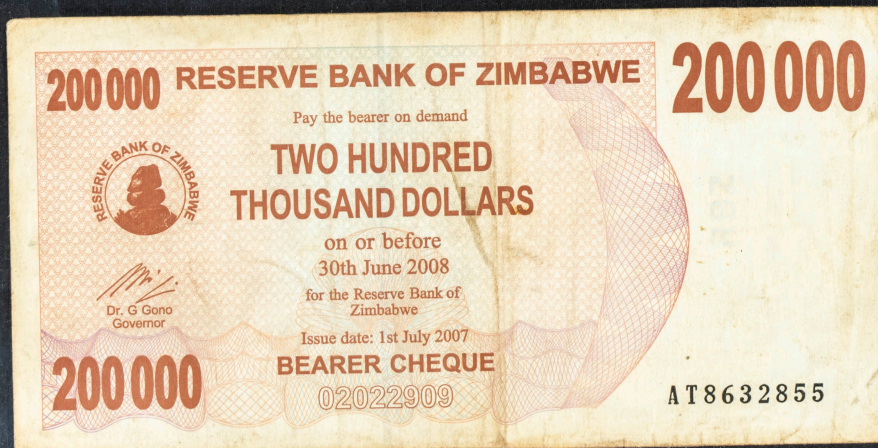 200 000 RESERVE BANK OF ZIMBABWE 200 000
Pay the bearer on demand
TWO HUNDRED
THOUSAND DOLLARS
RESERVE BANK OF ZIMBABWE
on or before
30th June 2008
for the Reserve Bank of
Zimbabwe
Dr. G Gono
Governor
Issue date: 1st July 2007
BEARER CHEQUE
200 000
02022909
AT8632855